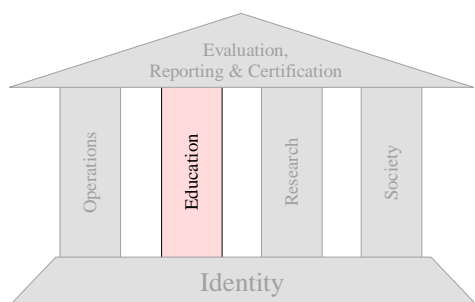 Evaluation,
Reporting & Certification
Operations
Education
Research
Society
Identity